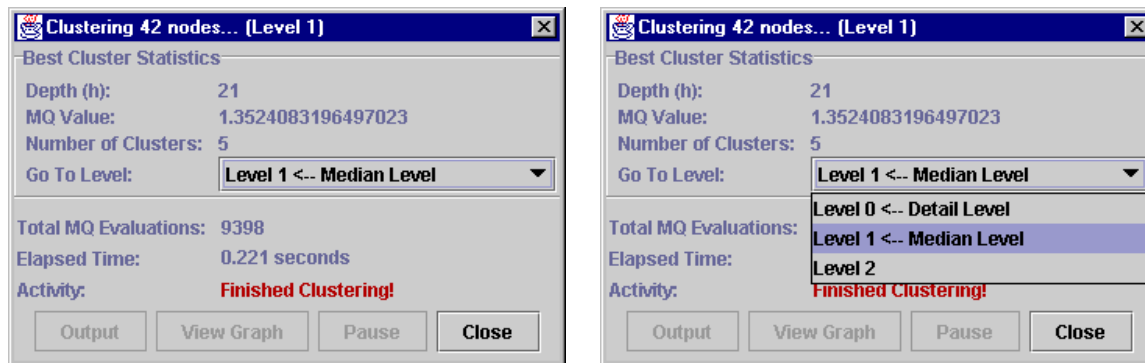 Clustering 42 nodes... (Level 1)
Best Cluster Statistics
Depth (h): 21
MQ Value: 1.3524083196497023
Number of Clusters: 5
Go To Level: Level 1 <-- Median Level
Total MQ Evaluations: 9398
Elapsed Time: 0.221 seconds
Activity: Finished Clustering!
Output View Graph Pause Close
Clustering 42 nodes... (Level 1)
Best Cluster Statistics
Depth (h): 21
MQ Value: 1.3524083196497023
Number of Clusters: 5
Go To Level: Level 1 <-- Median Level
Level 0 <-- Detail Level
Total MQ Evaluations:
Level 1 <-- Median Level
Elapsed Time:
Level 2
Activity: Finished Clustering!
Output View Graph Pause Close